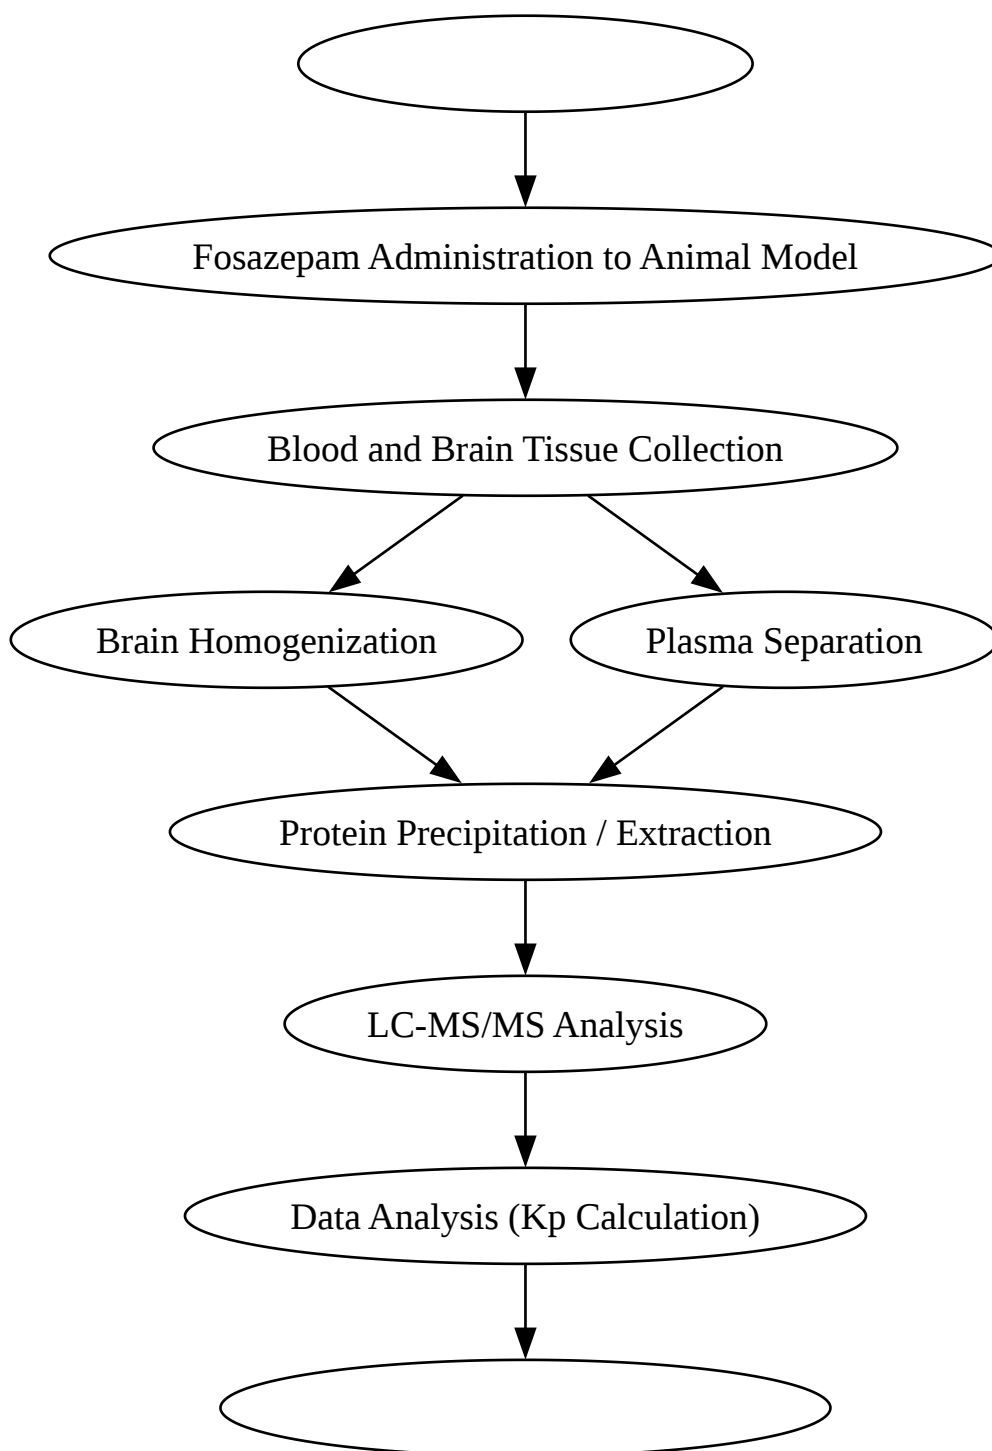 Fosazepam Administration to Animal Model
Blood and Brain Tissue Collection
Brain Homogenization
Plasma Separation
Protein Precipitation / Extraction
LC-MS/MS Analysis
Data Analysis (Kp Calculation)